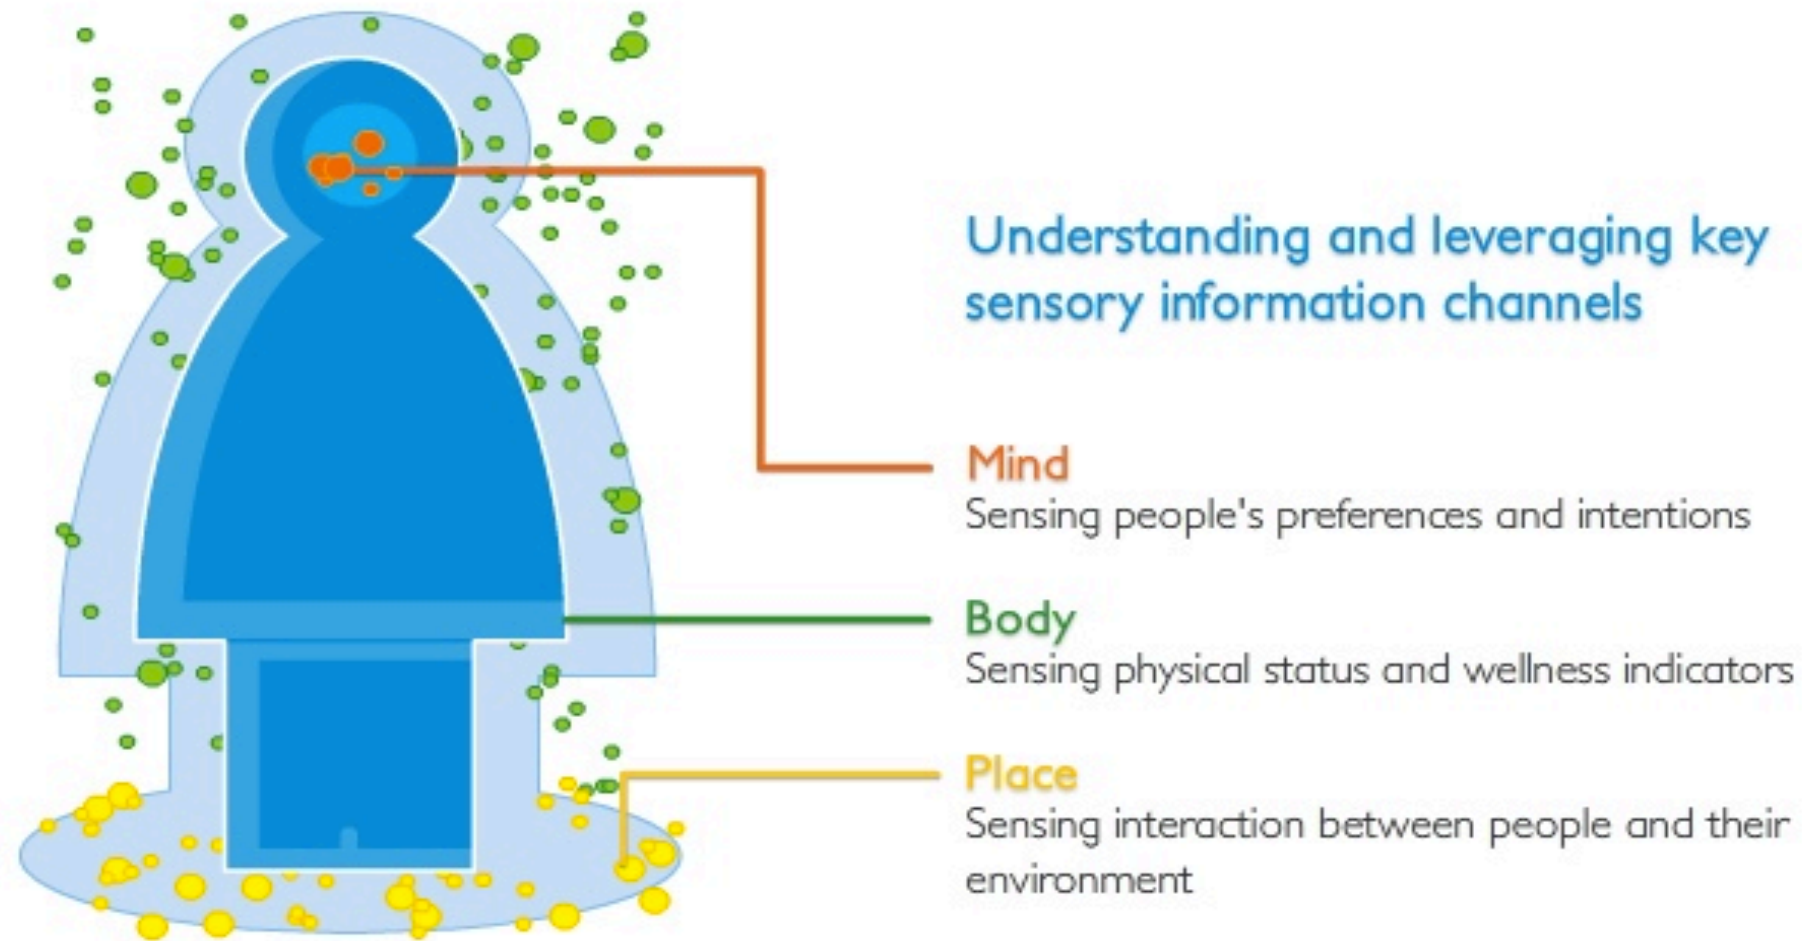 Understanding and leveraging key
sensory information channels
Mind
Sensing people's preferences and intentions
Body
Sensing physical status and wellness indicators
Place
Sensing interaction between people and their
environment